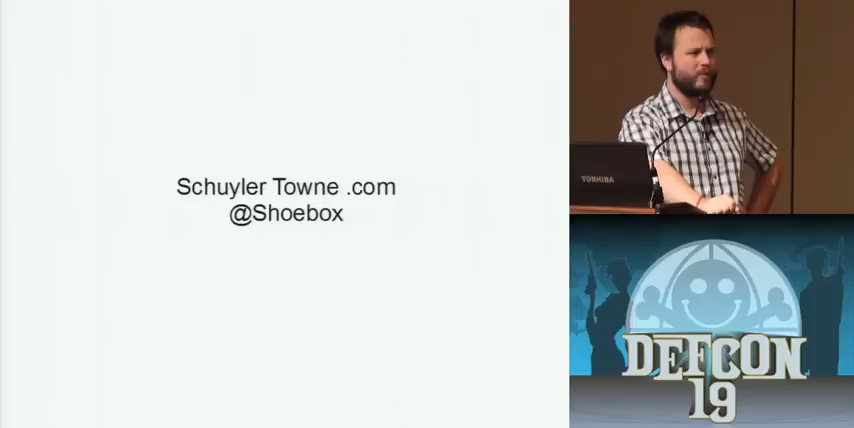 Schuyler Towne .com
@Shoebox
TOSHIBA
DEFCON
19